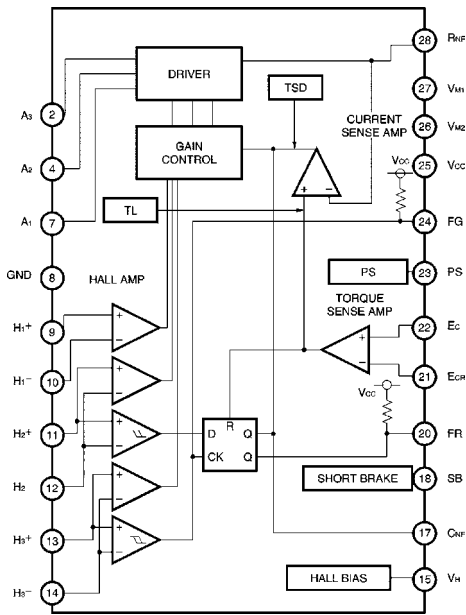 RNF
28
DRIVER
TSD
27
VM1
A3
2
CURRENT
SENSE AMP
26
VM2
GAIN
CONTROL
A2
4
VCC
25
VCC
+
−
TL
A1
7
24
FG
GND
8
HALL AMP
PS
23
PS
TORQUE
SENSE AMP
H1+
9
+
−
+
−
22
EC
H1−
10
21
ECR
+
−
VCC
H2+
11
+
−
R
D
Q
CK
Q
20
FR
H2
12
+
−
SHORT BRAKE
18
SB
H3+
13
+
−
17
CNF
H3−
14
HALL BIAS
15
VH